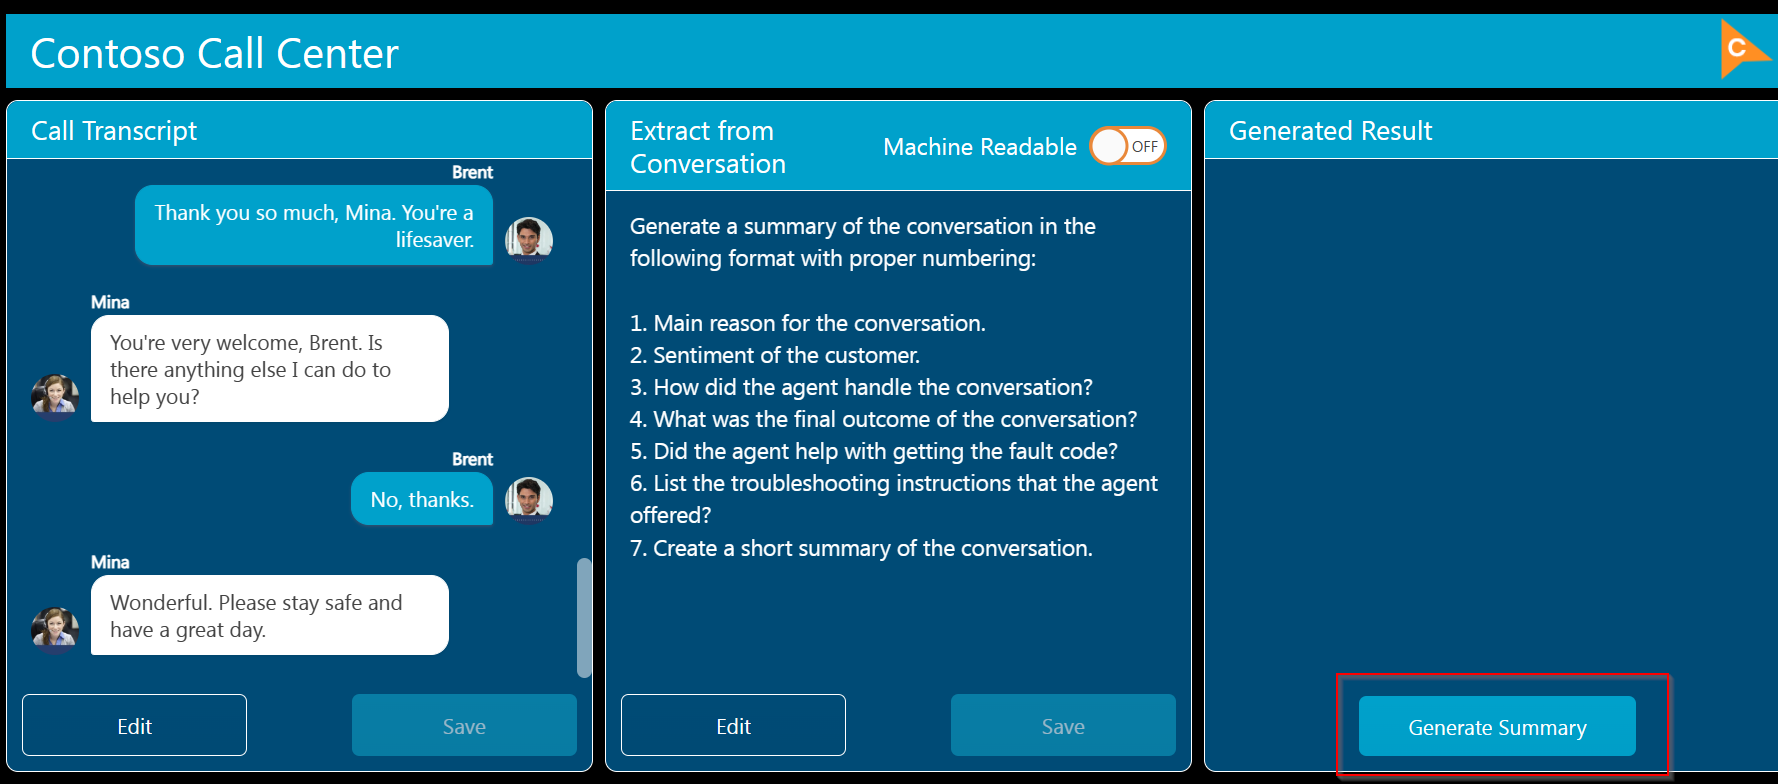 Contoso Call Center
C
Call Transcript
Brent
Thank you so much, Mina. You're a
lifesaver.
Mina
You're very welcome, Brent. Is
there anything else I can do to
help you?
Brent
No, thanks.
Mina
Wonderful. Please stay safe and
have a great day.
Edit
Save
Extract from
Conversation
Machine Readable
OFF
Generate a summary of the conversation in the
following format with proper numbering:
1. Main reason for the conversation.
2. Sentiment of the customer.
3. How did the agent handle the conversation?
4. What was the final outcome of the conversation?
5. Did the agent help with getting the fault code?
6. List the troubleshooting instructions that the agent
offered?
7. Create a short summary of the conversation.
Edit
Save
Generated Result
Generate Summary